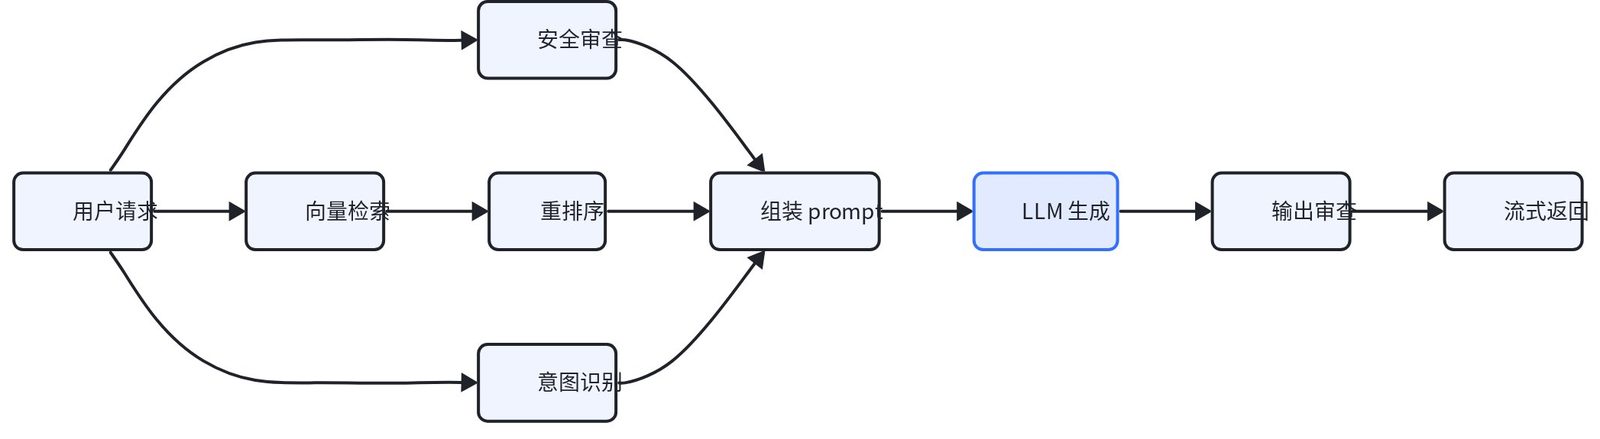 安全审查
用户请求
向量检索
重排序
组装 prompt
LLM 生成
输出审查
流式返回
意图识别